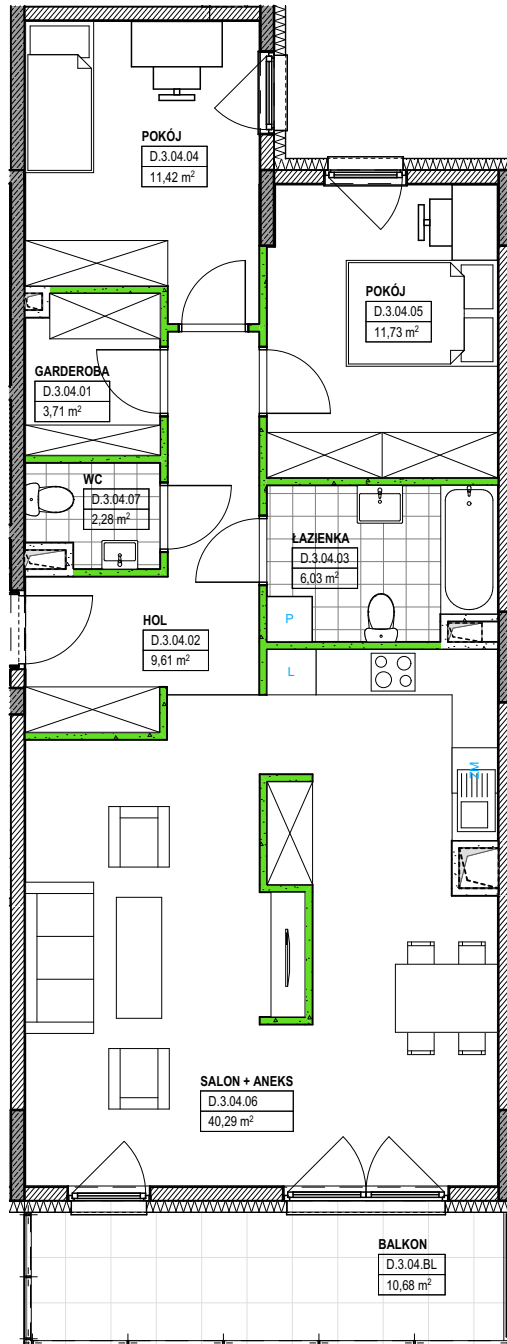 POKÓJ
D.3.04.04
11,42 m²
POKÓJ
D.3.04.05
11,73 m²
GARDEROBA
D.3.04.01
3,71 m²
WC
D.3.04.07
2,28 m²
ŁAZIENKA
D.3.04.03
6,03 m²
P
HOL
D.3.04.02
9,61 m²
L
ZM
SALON + ANEKS
D.3.04.06
40,29 m²
BALKON
D.3.04.BL
10,68 m²